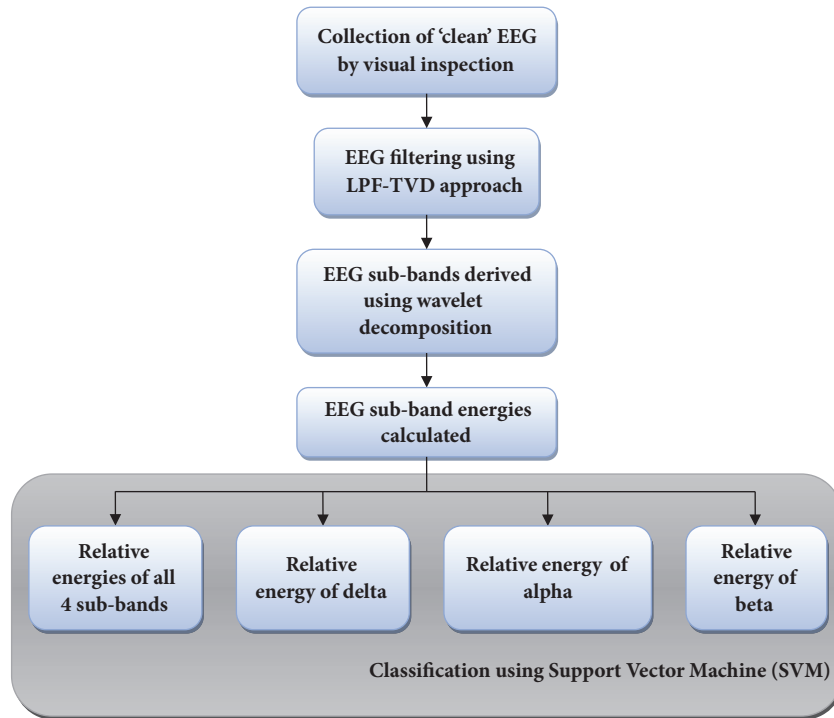 Collection of ‘clean’ EEG
by visual inspection
EEG filtering using
LPF-TVD approach
EEG sub-bands derived
using wavelet
decomposition
EEG sub-band energies
calculated
Relative
energies of all
4 sub-bands
Relative
energy of delta
Relative energy of
alpha
Relative
energy of
beta
Classification using Support Vector Machine (SVM)